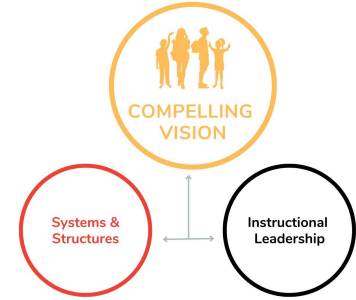 COMPELLING
VISION
Systems &
Structures
Instructional
Leadership